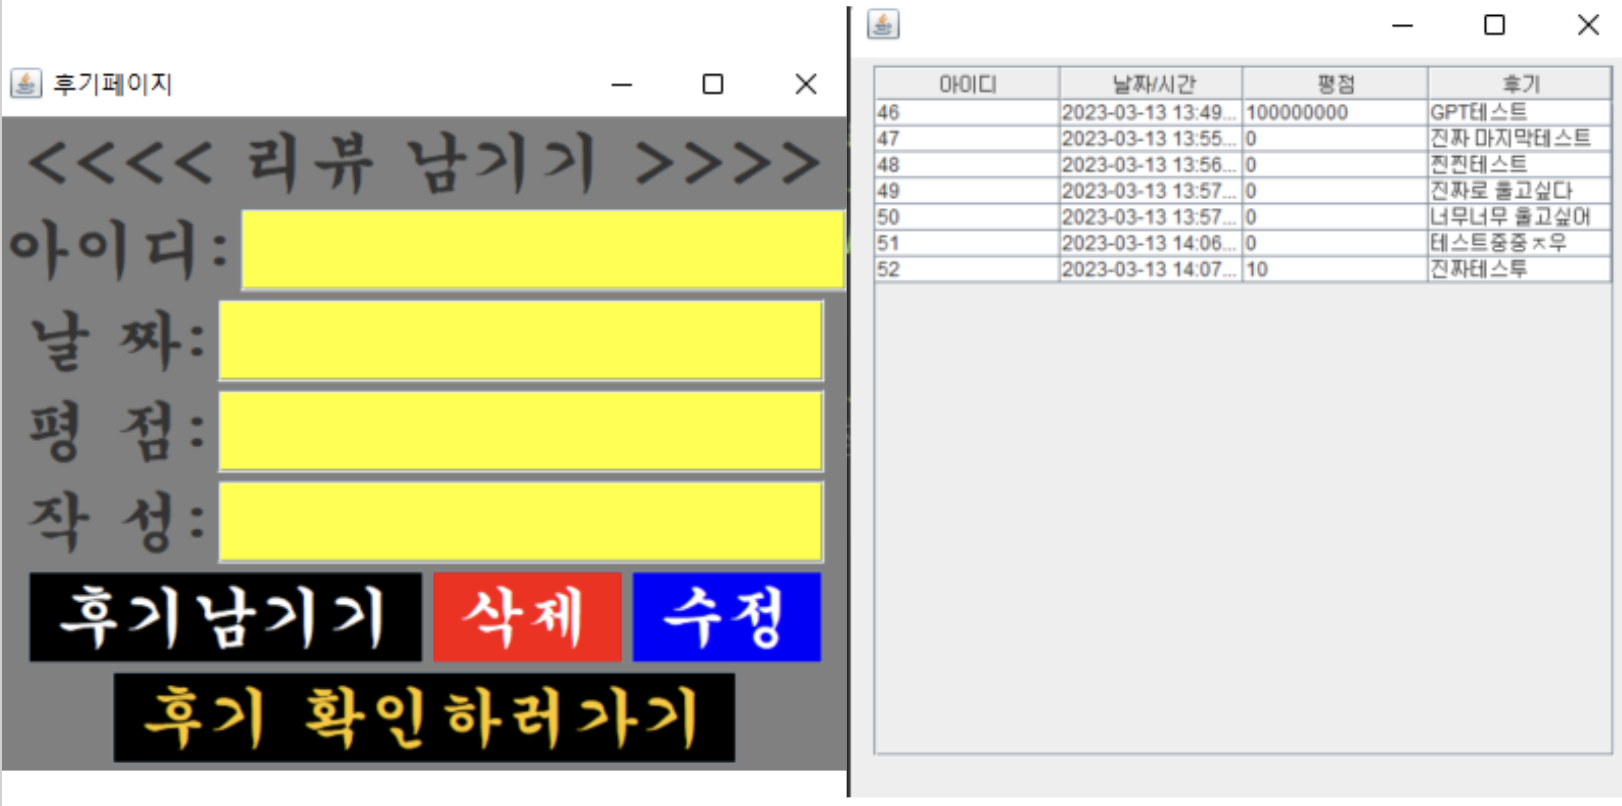 후기페이지
<<<< 리뷰 남기기 >>>>
아이디:
날 짜:
평 점:
작 성:
후기남기기 삭제 수정
후기 확인하러가기
아이디 날짜/시간 평점 후기
46 2023-03-13 13:49... 100000000 GPT테스트
47 2023-03-13 13:55... 0 진짜 마지막테스트
48 2023-03-13 13:56... 0 찐찐테스트
49 2023-03-13 13:57... 0 진짜로 울고싶다
50 2023-03-13 13:57... 0 너무너무 울고싶어
51 2023-03-13 14:06... 0 테스트중중ㅈ우
52 2023-03-13 14:07... 10 진짜테스투